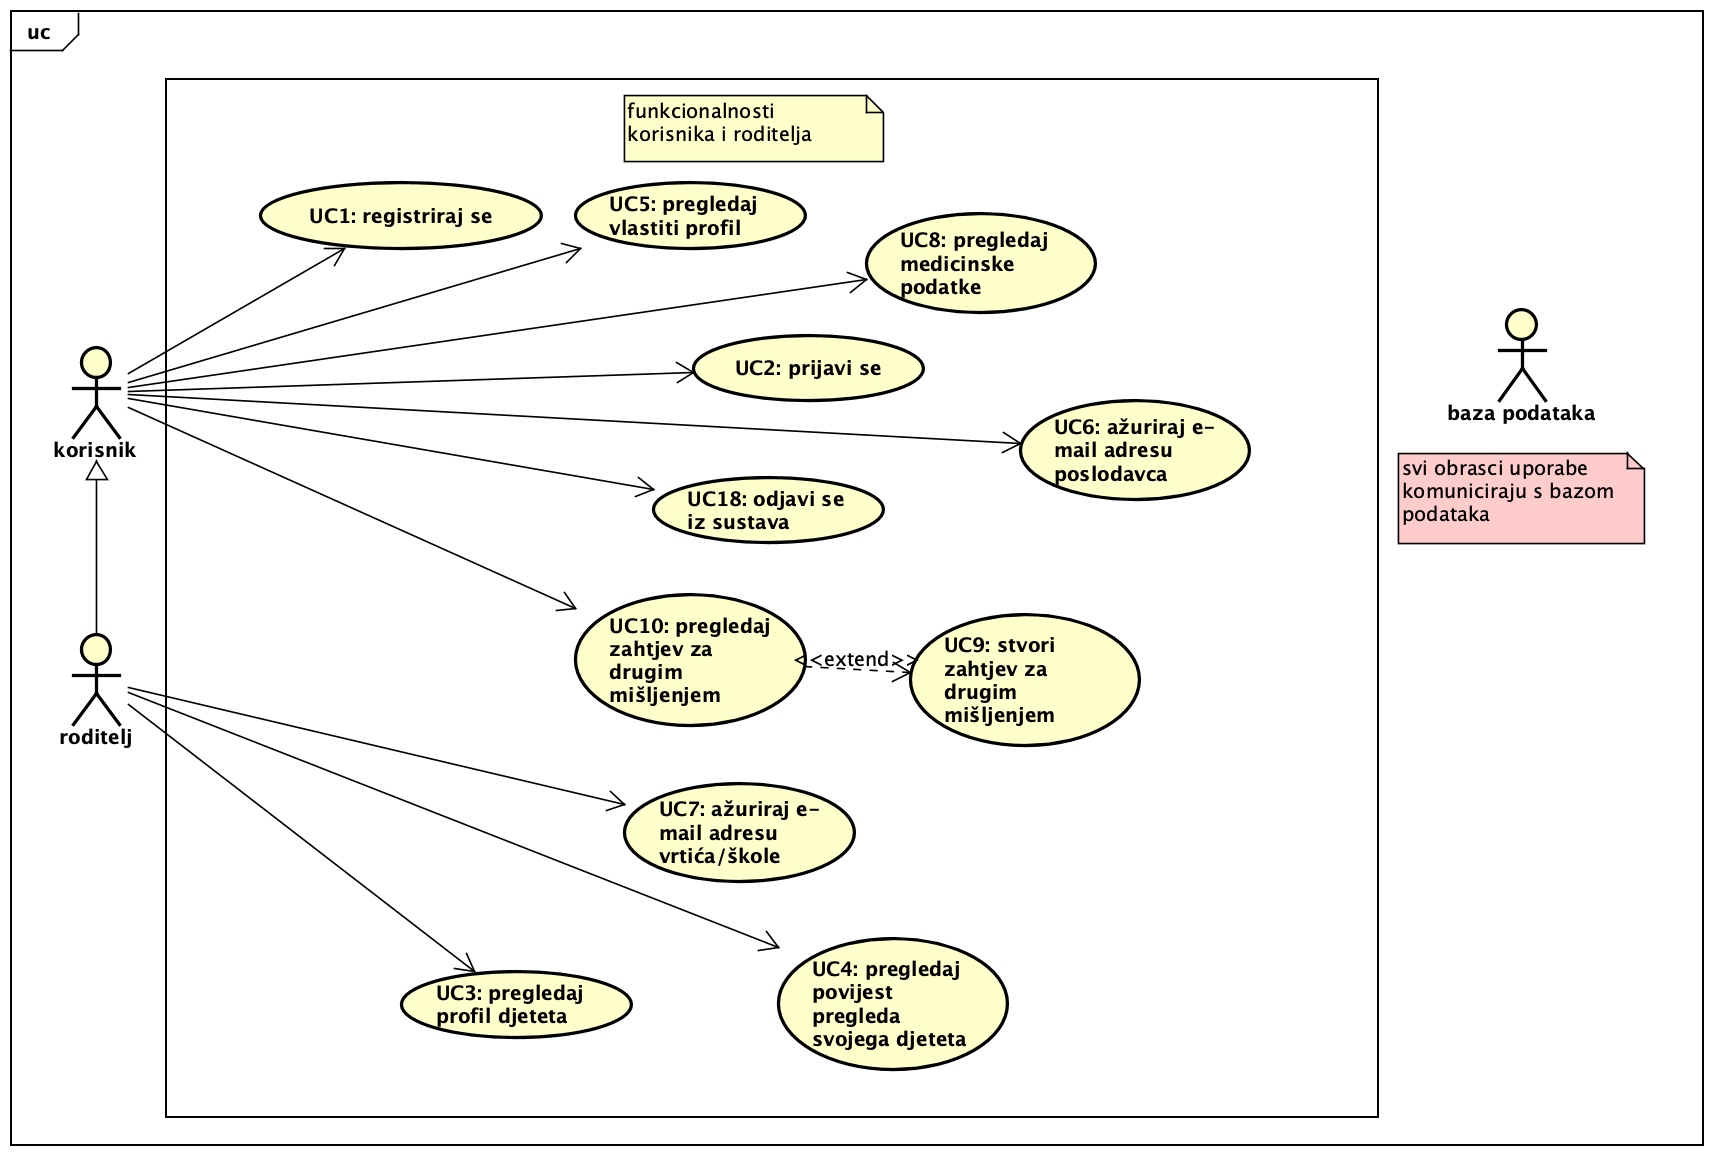 uc
funkcionalnosti
korisnika i roditelja
UC1: registriraj se
UC5: pregledaj
vlastiti profil
UC8: pregledaj
medicinske
podatke
UC2: prijavi se
korisnik
baza podataka
UC6: ažuriraj e-
mail adresu
poslodavca
svi obrasci uporabe
komuniciraju s bazom
podataka
UC18: odjavi se
iz sustava
UC10: pregledaj
zahtjev za
drugim
mišljenjem
<<extend>>
UC9: stvori
zahtjev za
drugim
mišljenjem
roditelj
UC7: ažuriraj e-
mail adresu
vrtića/škole
UC3: pregledaj
profil djeteta
UC4: pregledaj
povijest
pregleda
svojega djeteta